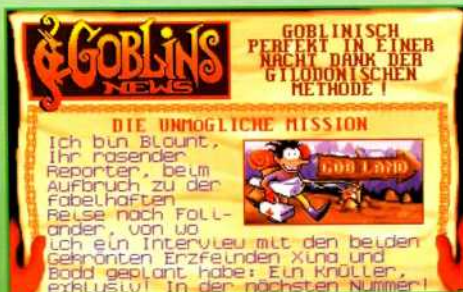 GOBLiNS
NEWS
GOBLINISCH
PERFEKT IN EINER
NACHT DANK DER
GILODONISCHEN
METHODE !
DIE UNMÖGLICHE MISSION
Ich bin Blount,
Ihr rasender
Reporter, beim
Aufbruch zu der
fabelhaften
Reise nach Foli-
ander, von wo
ich ein Interview mit den beiden
Gekrönten Erzfeinden Xina und
Bodd geplant habe: Ein Knüller,
exklusiv! In der nächsten Nummer!
GOB LAND